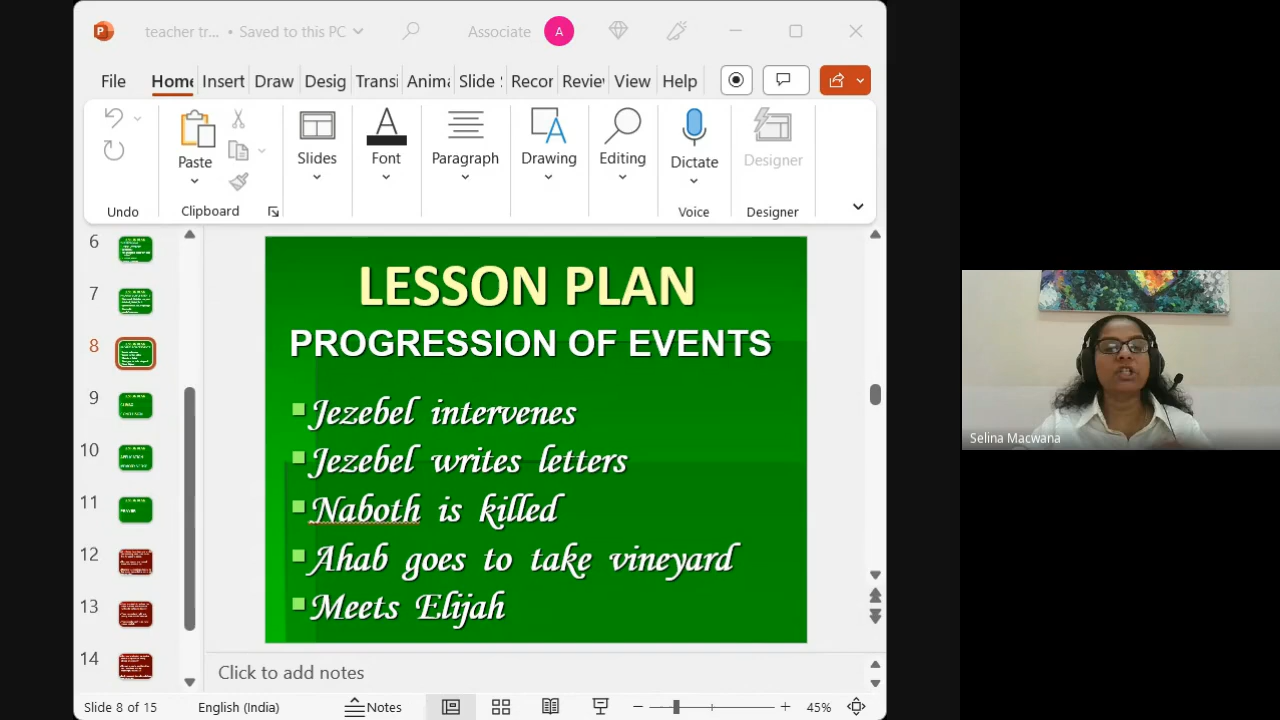 teacher tr... • Saved to this PC
Associate
A
File Home Insert Draw Desig Transi Anima Slide Recor Review View Help
Paste
Slides
Font
Paragraph
Drawing
Editing
Dictate
Designer
Undo
Clipboard
Voice
Designer
6
7
8
9
10
11
12
13
14
LESSON PLAN
PROGRESSION OF EVENTS
Jezebel intervenes
Jezebel writes letters
Naboth is killed
Ahab goes to take vineyard
Meets Elijah
Click to add notes
Slide 8 of 15
English (India)
Notes
45%
Selina Macwana